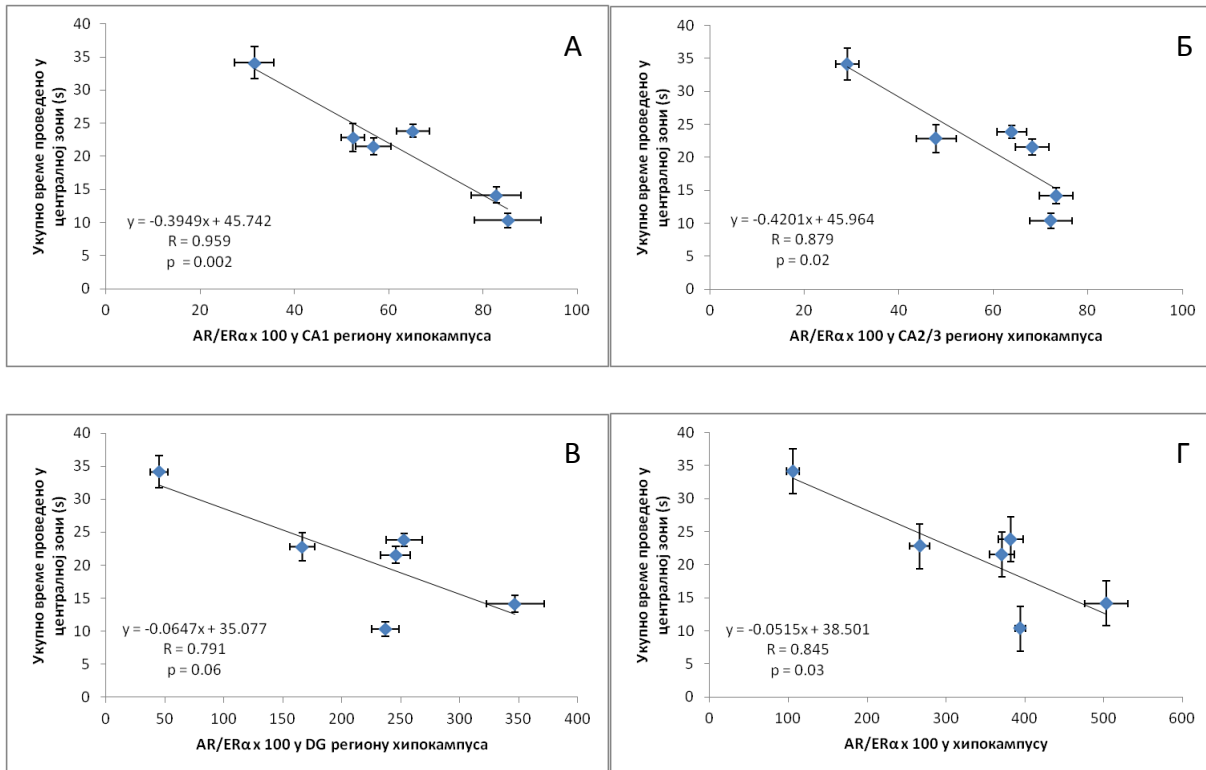 А
Укупно време проведено у
централној зони (s)
40
35
30
25
20
15
10
5
0
y = -0.3949x + 45.742
R = 0.959
p = 0.002
0 20 40 60 80 100
AR/ERα x 100 у CA1 региону хипокампуса
Б
Укупно време проведено у
централној зони (s)
40
35
30
25
20
15
10
5
0
y = -0.4201x + 45.964
R = 0.879
p = 0.02
0 20 40 60 80 100
AR/ERα x 100 у CA2/3 региону хипокампуса
В
Укупно време проведено у
централној зони (s)
40
35
30
25
20
15
10
5
0
y = -0.0647x + 35.077
R = 0.791
p = 0.06
0 50 100 150 200 250 300 350 400
AR/ERα x 100 у DG региону хипокампуса
Г
Укупно време проведено у
централној зони (s)
40
35
30
25
20
15
10
5
0
y = -0.0515x + 38.501
R = 0.845
p = 0.03
0 100 200 300 400 500 600
AR/ERα x 100 у хипокампусу